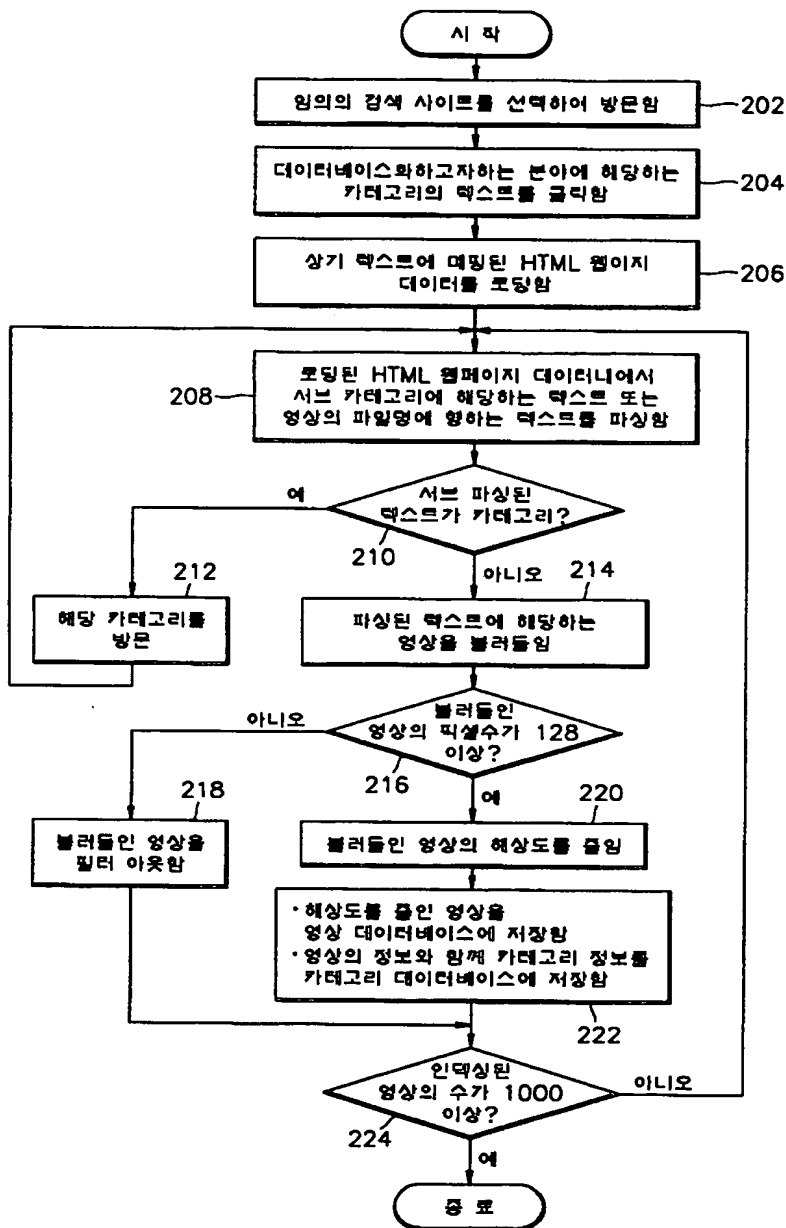 시 작
임의의 검색 사이트를 선택하여 방문함
202
데이터베이스화하고자하는 분야에 해당하는
카테고리의 텍스트를 클릭함
204
상기 텍스트에 매핑된 HTML 웹이지
데이터를 로딩함
206
로딩된 HTML 웹페이지 데이터내에서
서브 카테고리에 해당하는 텍스트 또는
영상의 파일명에 향하는 텍스트를 파싱함
208
서브 파싱된
텍스트가 카테고리?
210
예
아니오
212
해당 카테고리를
방문
214
파싱된 텍스트에 해당하는
영상을 불러들임
불러들인
영상의 픽셀수가 128
이상?
216
아니오
예
218
불러들인 영상을
필터 아웃함
220
불러들인 영상의 해상도를 줄임
· 해상도를 줄인 영상을
영상 데이터베이스에 저장함
· 영상의 정보와 함께 카테고리 정보를
카테고리 데이터베이스에 저장함
222
인덱싱된
영상의 수가 1000
이상?
224
아니오
예
종 료